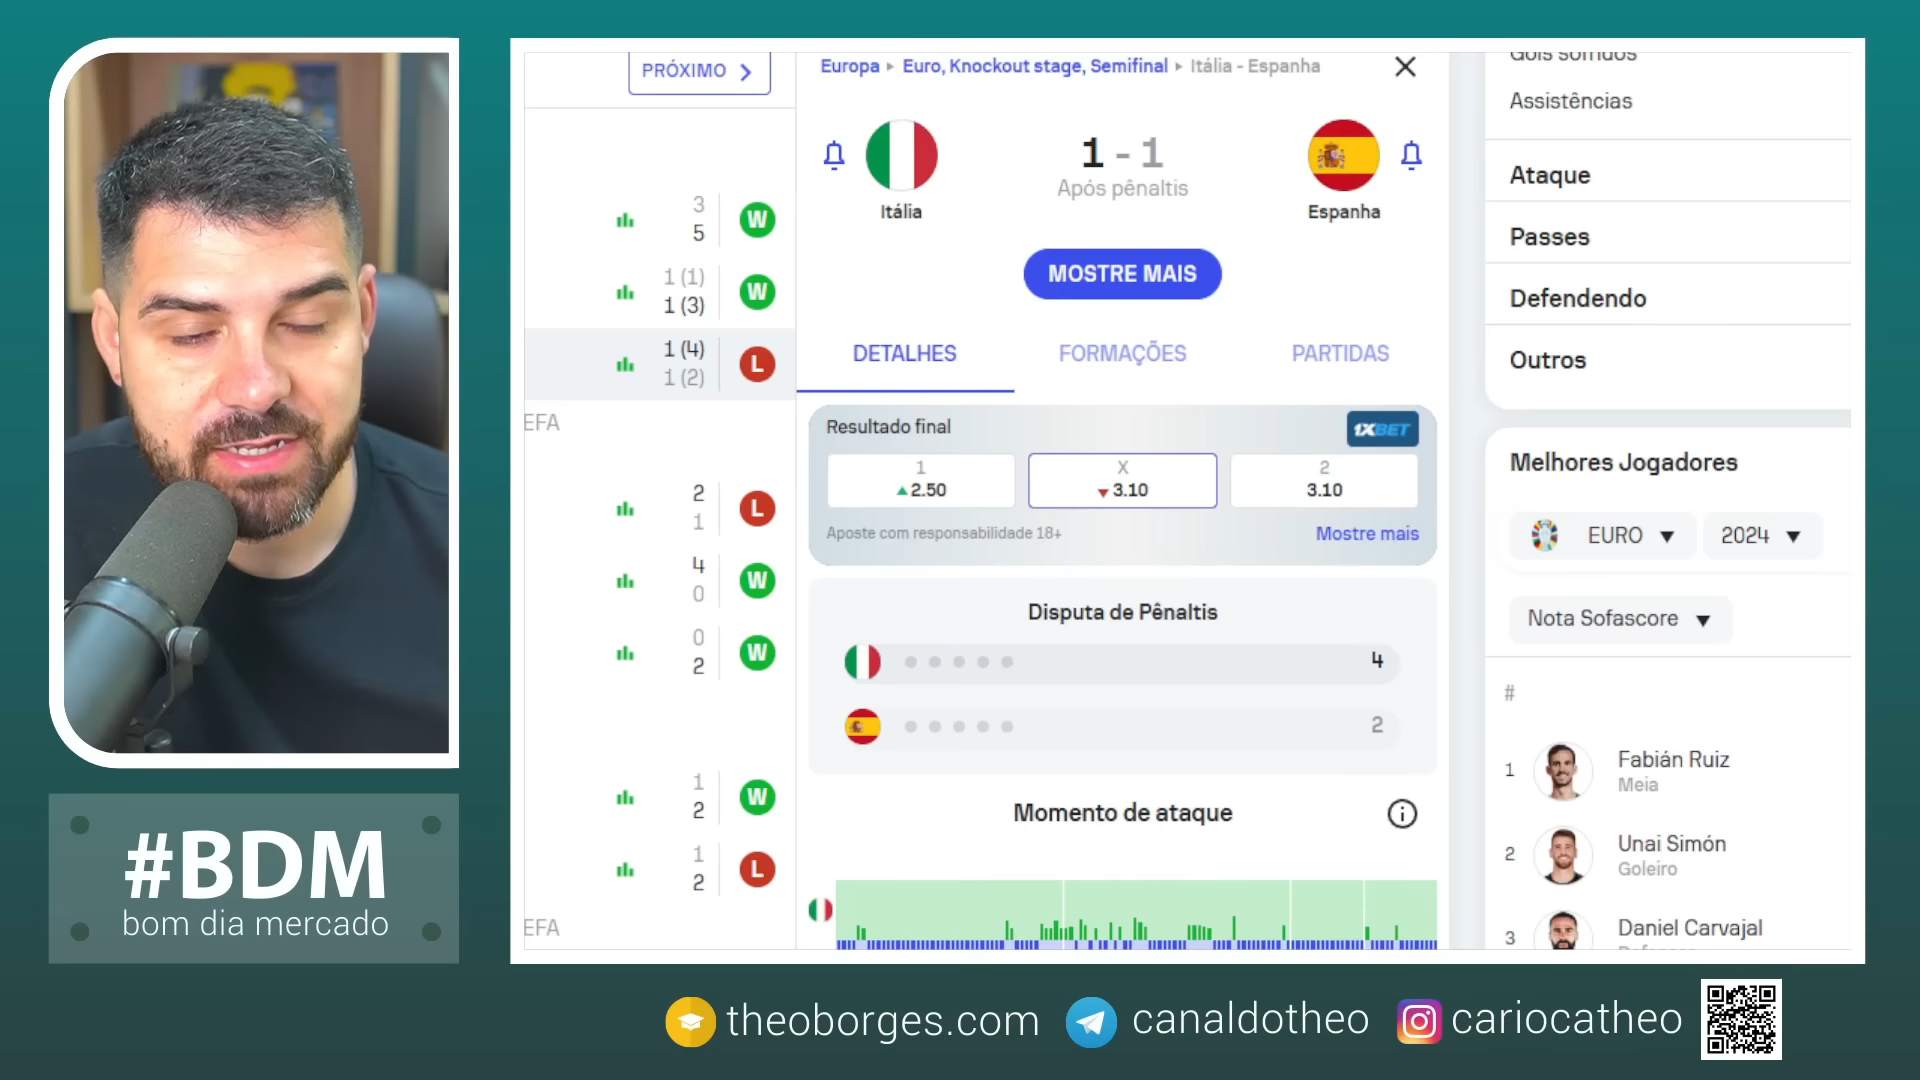 PRÓXIMO
3
5
W
1 (1)
1 (3)
W
1 (4)
1 (2)
L
EFA
2
1
L
4
0
W
0
2
W
1
2
W
1
2
L
EFA
Europa ▸ Euro, Knockout stage, Semifinal ▸ Itália - Espanha
1 - 1
Após pênaltis
Itália
Espanha
MOSTRE MAIS
DETALHES FORMAÇÕES PARTIDAS
Resultado final
1XBET
1 X 2
2.50 3.10 3.10
Aposte com responsabilidade 18+
Mostre mais
Disputa de Pênaltis
4
2
Momento de ataque
Gols sofridos
Assistências
Ataque
Passes
Defendendo
Outros
Melhores Jogadores
EURO
2024
Nota Sofascore
#
1
Fabián Ruiz
Meia
2
Unai Simón
Goleiro
3
Daniel Carvajal
#BDM
bom dia mercado
theoborges.com
canaldotheo
cariocatheo